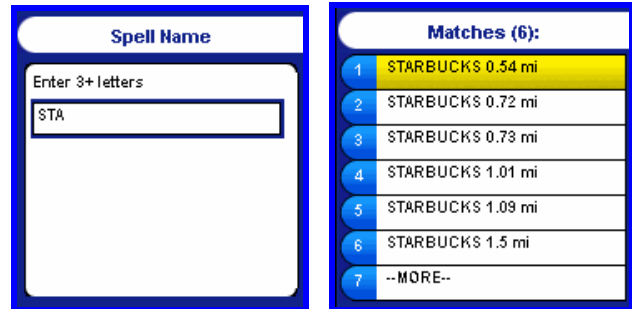 Spell Name
Enter 3+ letters
STA
Matches (6):
1 STARBUCKS 0.54 mi
2 STARBUCKS 0.72 mi
3 STARBUCKS 0.73 mi
4 STARBUCKS 1.01 mi
5 STARBUCKS 1.09 mi
6 STARBUCKS 1.5 mi
7 --MORE--